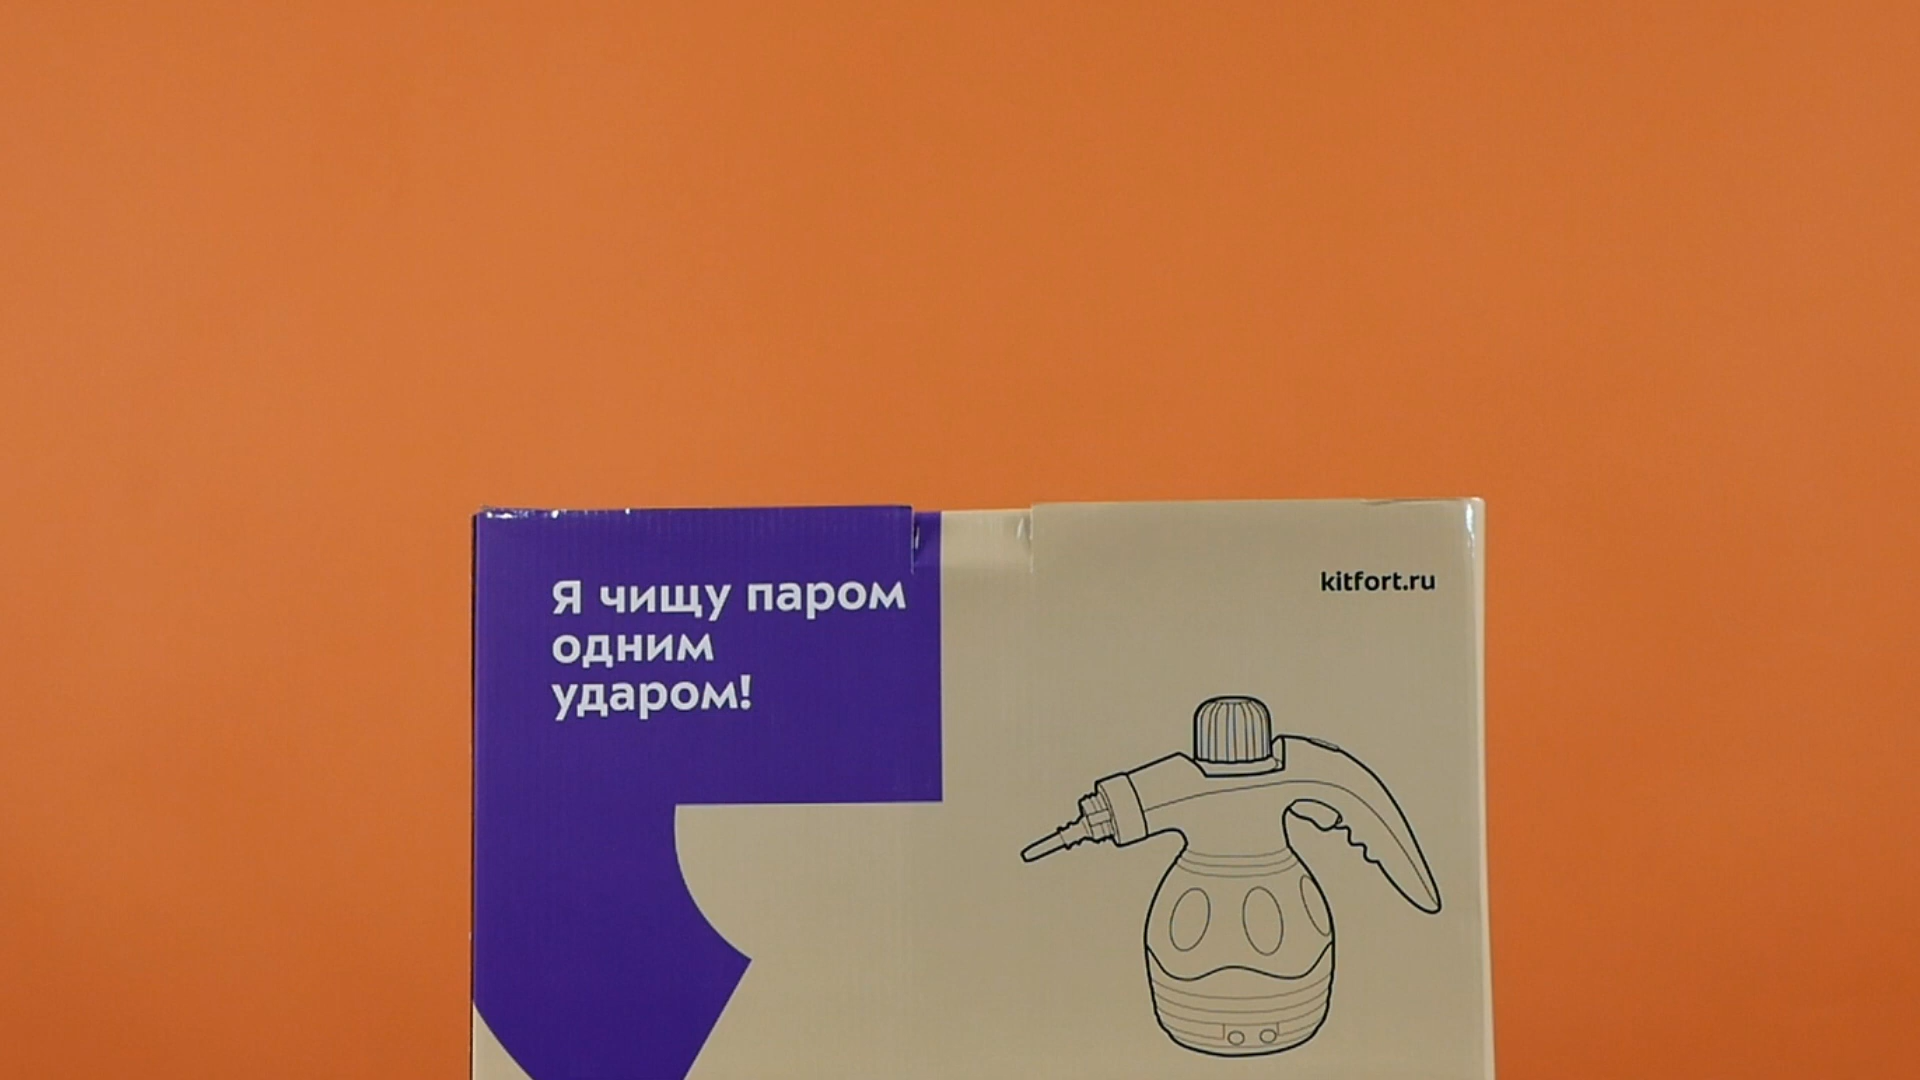 Я чищу паром
одним
ударом!
kitfort.ru